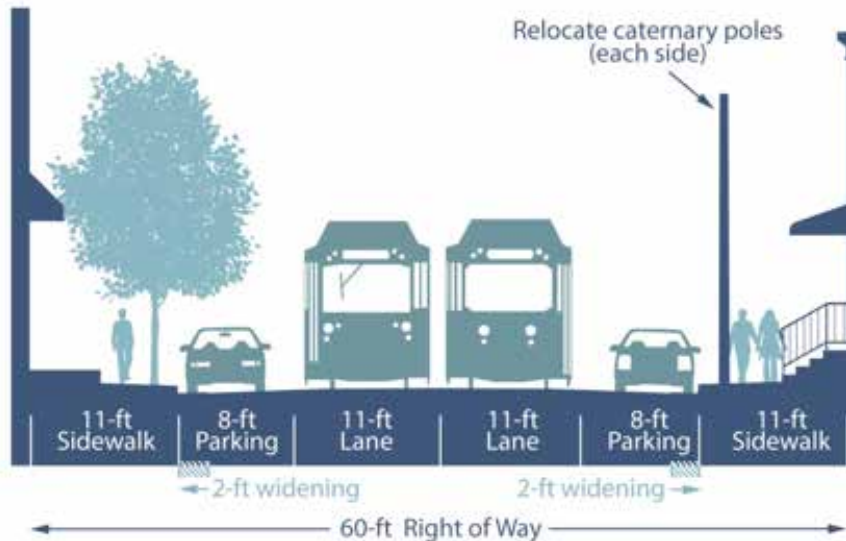 Relocate caternary poles
(each side)
11-ft
Sidewalk
8-ft
Parking
11-ft
Lane
11-ft
Lane
8-ft
Parking
11-ft
Sidewalk
2-ft widening
2-ft widening
60-ft Right of Way